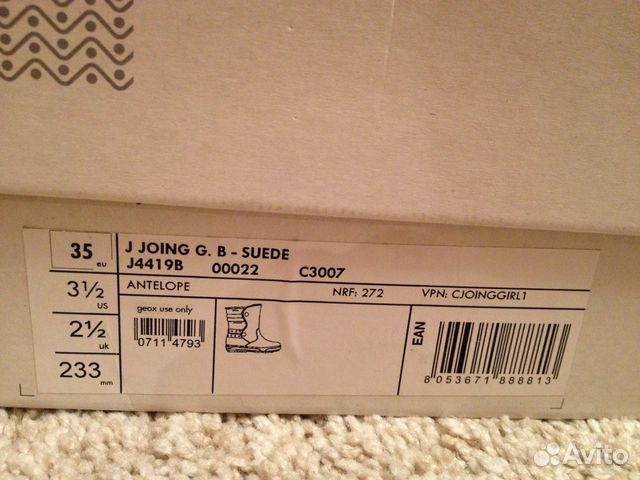 35 eu
J JOING G. B - SUEDE
J4419B 00022 C3007
3½ us
ANTELOPE NRF: 272 VPN: CJOINGGIRL1
2½ uk
geox use only
0711 4793
EAN
8 053671 888813
233 mm
Avito